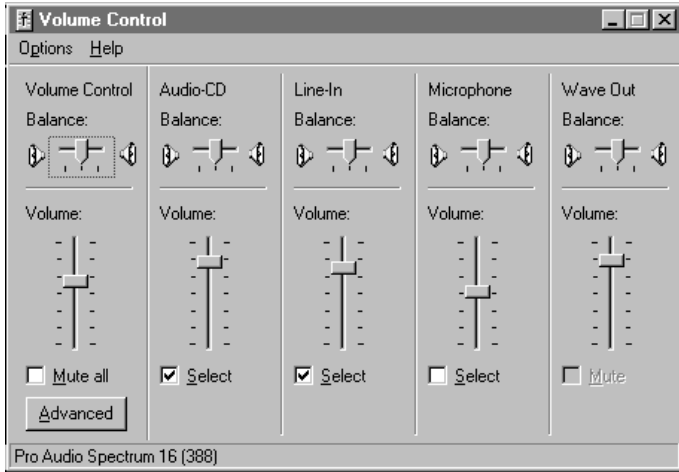 Volume Control
Options Help
Volume Control Audio-CD Line-In Microphone Wave Out
Balance: Balance: Balance: Balance: Balance:
Volume: Volume: Volume: Volume: Volume:
Mute all Select Select Select Mute
Advanced
Pro Audio Spectrum 16 (388)